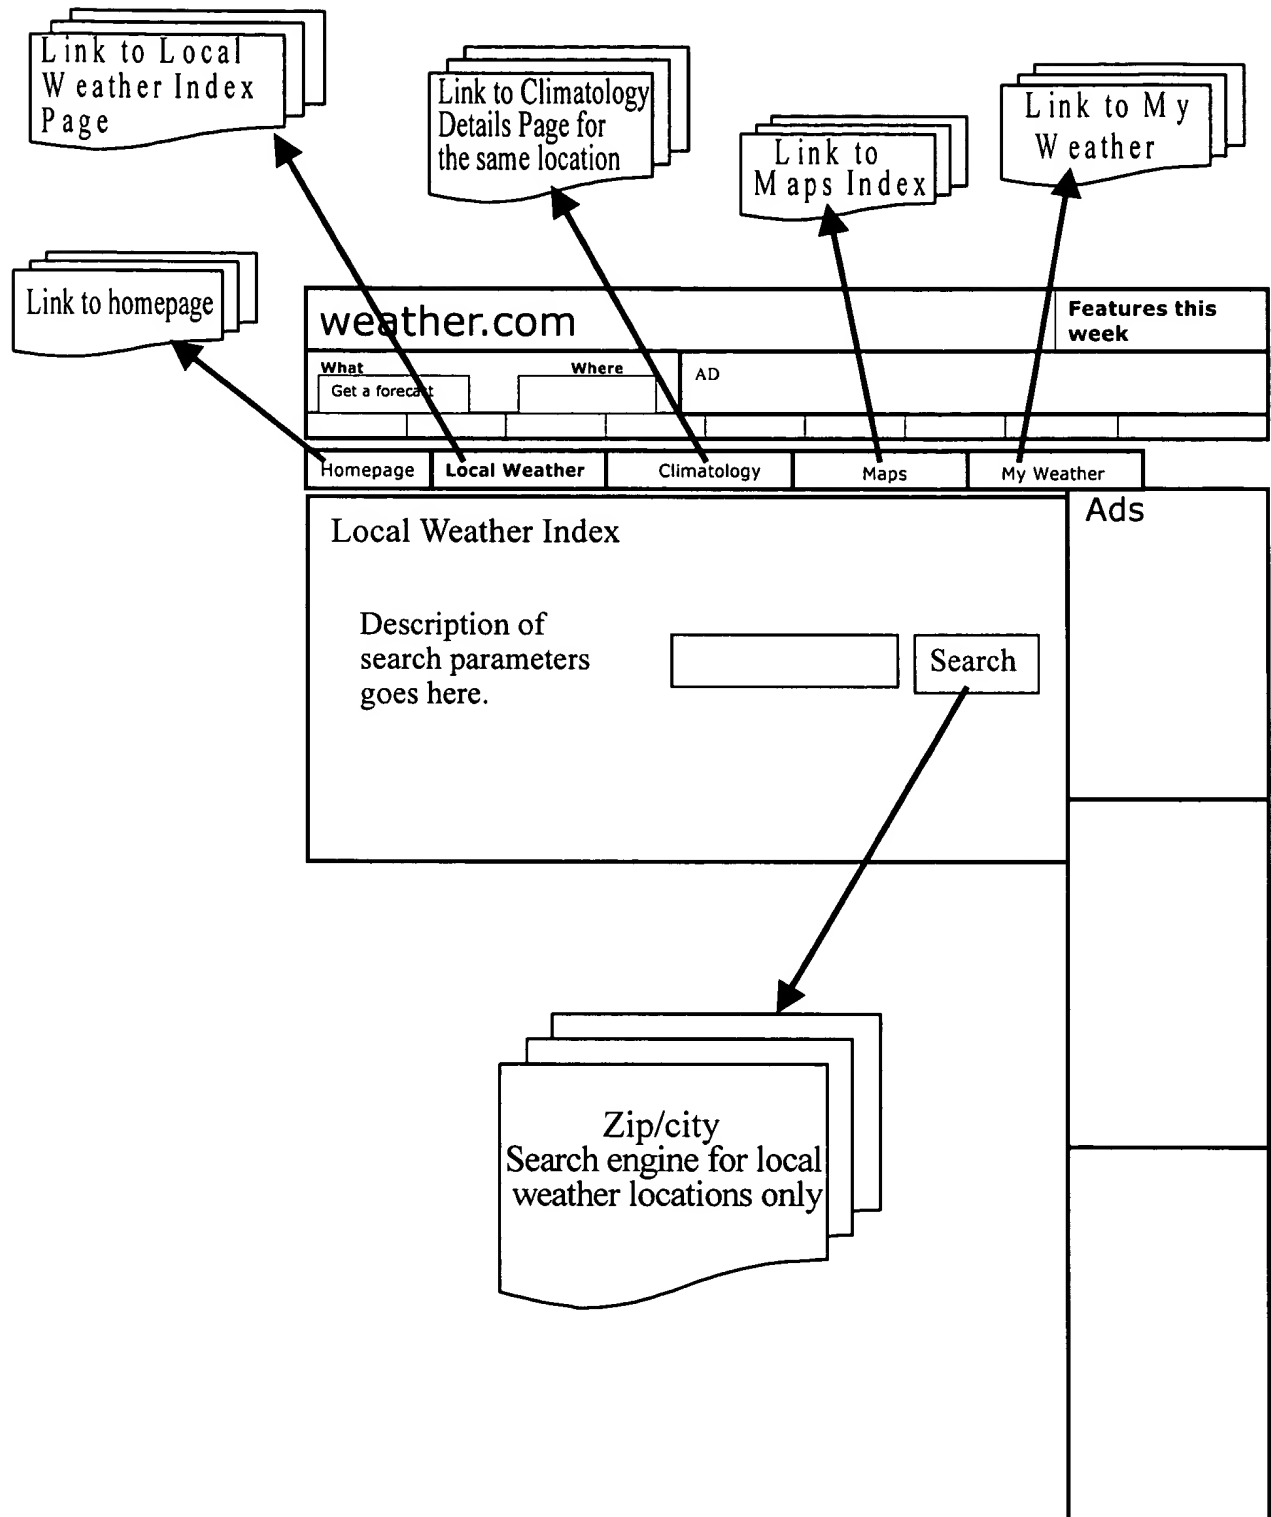 Link to Local
Weather Index
Page
Link to Climatology
Details Page for
the same location
Link to
Maps Index
Link to My
Weather
Link to homepage
weather.com
Features this
week
What
Where
Get a forecast
AD
Homepage
Local Weather
Climatology
Maps
My Weather
Local Weather Index
Ads
Description of
search parameters
goes here.
Search
Zip/city
Search engine for local
weather locations only